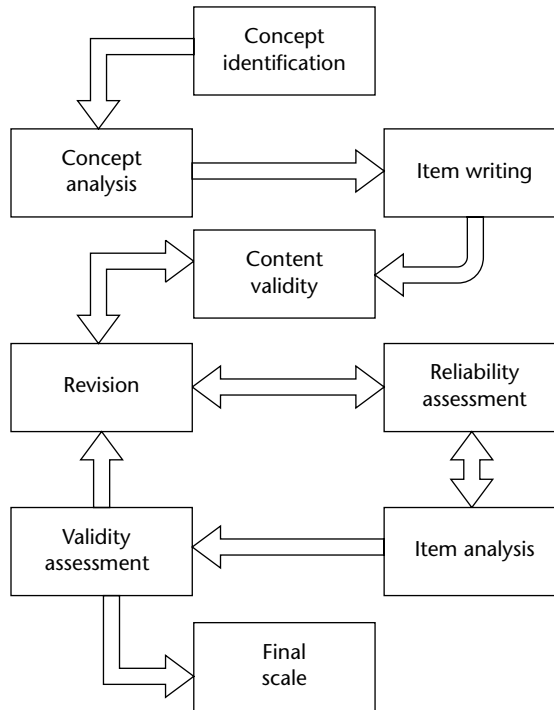 Concept
identification
Concept
analysis
Item writing
Content
validity
Revision
Reliability
assessment
Validity
assessment
Item analysis
Final
scale